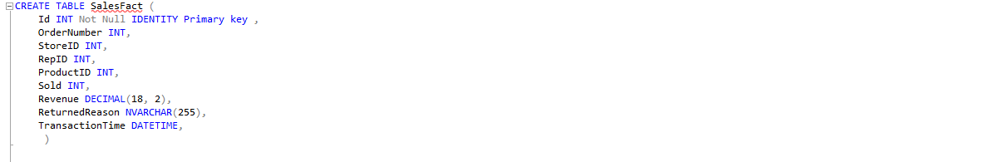 CREATE TABLE SalesFact (
Id INT Not Null IDENTITY Primary key ,
OrderNumber INT,
StoreID INT,
RepID INT,
ProductID INT,
Sold INT,
Revenue DECIMAL(18, 2),
ReturnedReason NVARCHAR(255),
TransactionTime DATETIME,
)